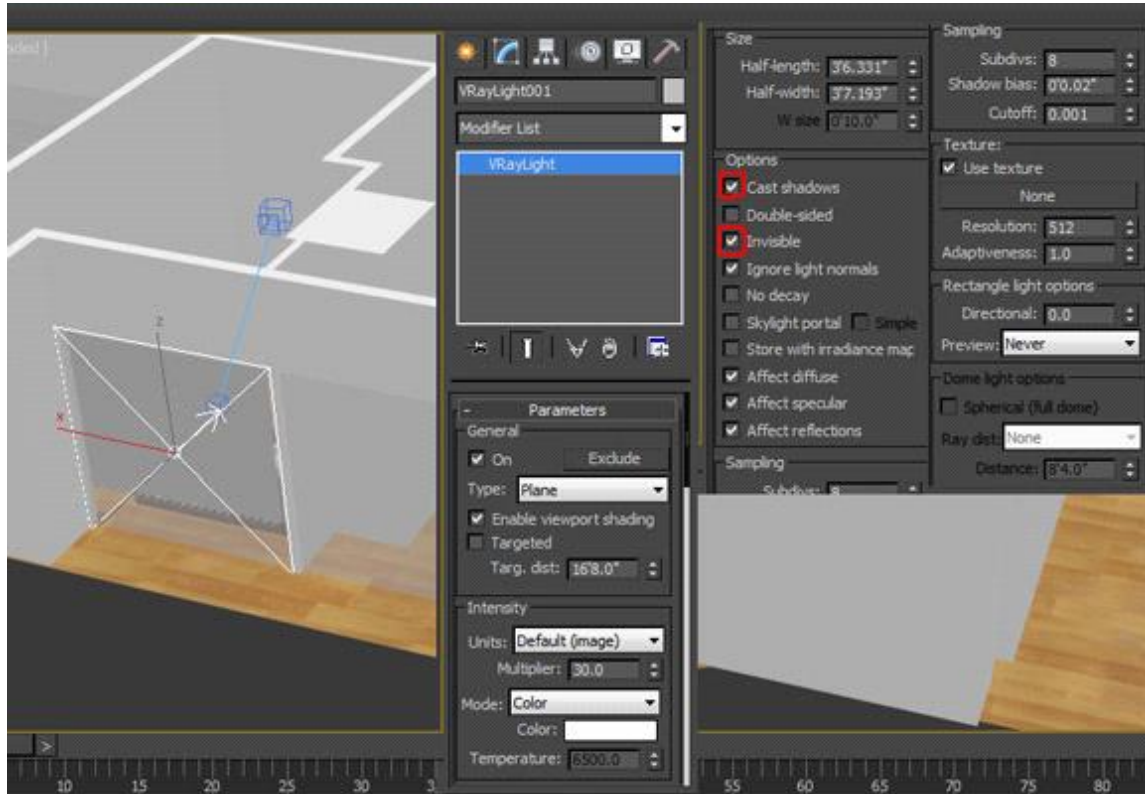 VRayLight001
Modifier List
VRayLight
Parameters
General
On
Exclude
Type: Plane
Enable viewport shading
Targeted
Targ. dist: 16'8.0"
Intensity
Units: Default (image)
Multiplier: 30.0
Mode: Color
Color:
Temperature: 6500.0
Size
Half-length: 3'6.331"
Half-width: 3'7.193"
W size 0'10.0"
Options
Cast shadows
Double-sided
Invisible
Ignore light normals
No decay
Skylight portal Simple
Store with irradiance map
Affect diffuse
Affect specular
Affect reflections
Sampling
Subdivs: 8
Sampling
Subdivs: 8
Shadow bias: 0'0.02"
Cutoff: 0.001
Texture:
Use texture
None
Resolution: 512
Adaptiveness: 1.0
Rectangle light options
Directional: 0.0
Preview: Never
Dome light options
Spherical (full dome)
Ray dist: None
Distance: 8'4.0"
z
x
>
10 15 20 25 30 3
55 60 65 70 75 80